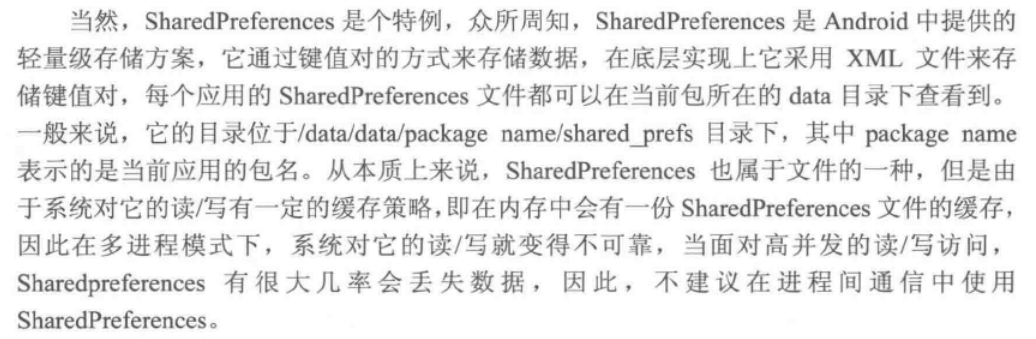 当然，SharedPreferences 是个特例，众所周知，SharedPreferences 是 Android 中提供的
轻量级存储方案，它通过键值对的方式来存储数据，在底层实现上它采用 XML 文件来存
储键值对，每个应用的 SharedPreferences 文件都可以在当前包所在的 data 目录下查看到。
一般来说，它的目录位于/data/data/package name/shared_prefs 目录下，其中 package name
表示的是当前应用的包名。从本质上来说，SharedPreferences 也属于文件的一种，但是由
于系统对它的读/写有一定的缓存策略，即在内存中会有一份 SharedPreferences 文件的缓存，
因此在多进程模式下，系统对它的读/写就变得不可靠，当面对高并发的读/写访问，
Sharedpreferences 有很大几率会丢失数据，因此，不建议在进程间通信中使用
SharedPreferences。